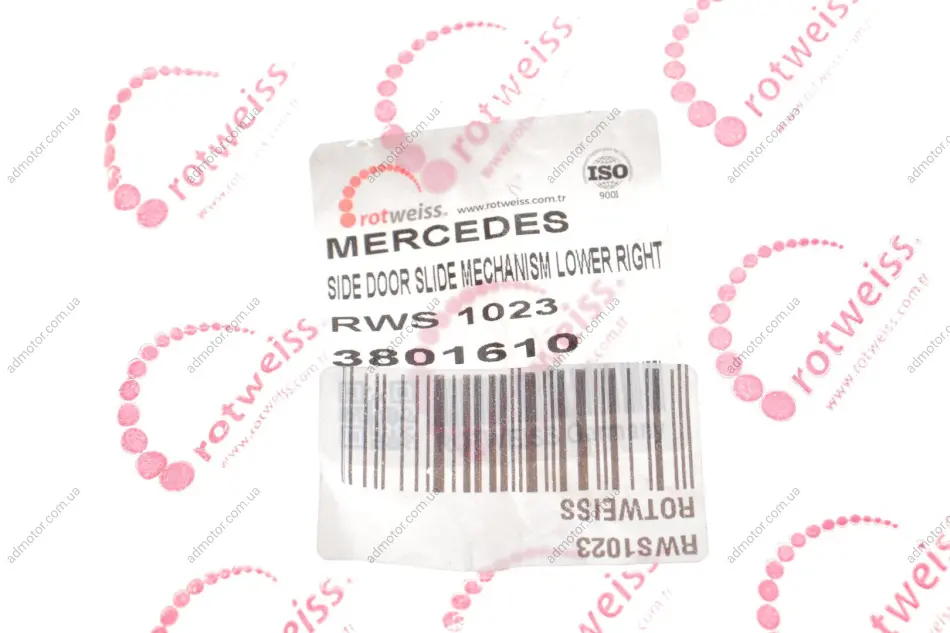 rotweiss. www.rotweiss.com.tr
ISO
9001
MERCEDES
SIDE DOOR SLIDE MECHANISM LOWER RIGHT
RWS 1023
3801610
Germany
ROTWEISS
RWS1023
rotweiss
www.rotweiss.com.tr
admotor.com.ua